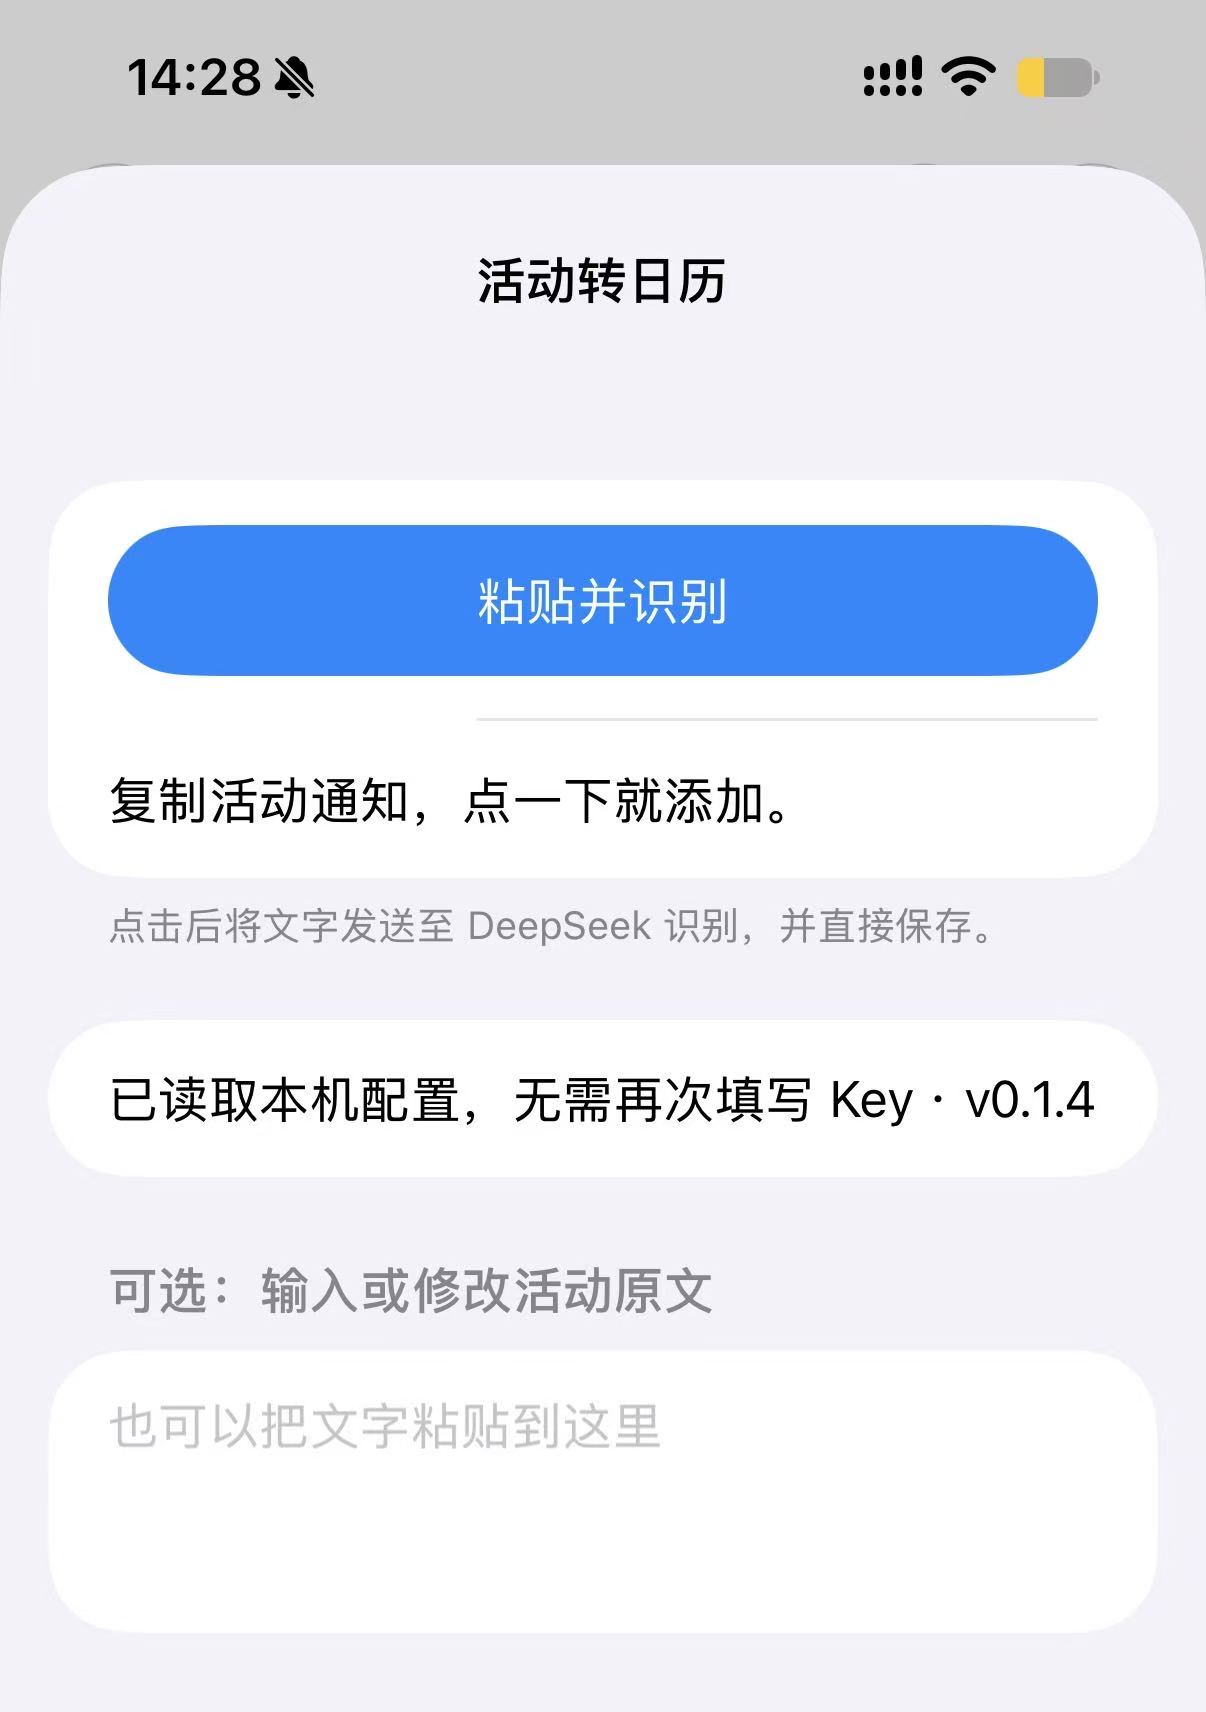 14:28
活动转日历
粘贴并识别
复制活动通知，点一下就添加。
点击后将文字发送至 DeepSeek 识别，并直接保存。
已读取本机配置，无需再次填写 Key · v0.1.4
可选：输入或修改活动原文
也可以把文字粘贴到这里